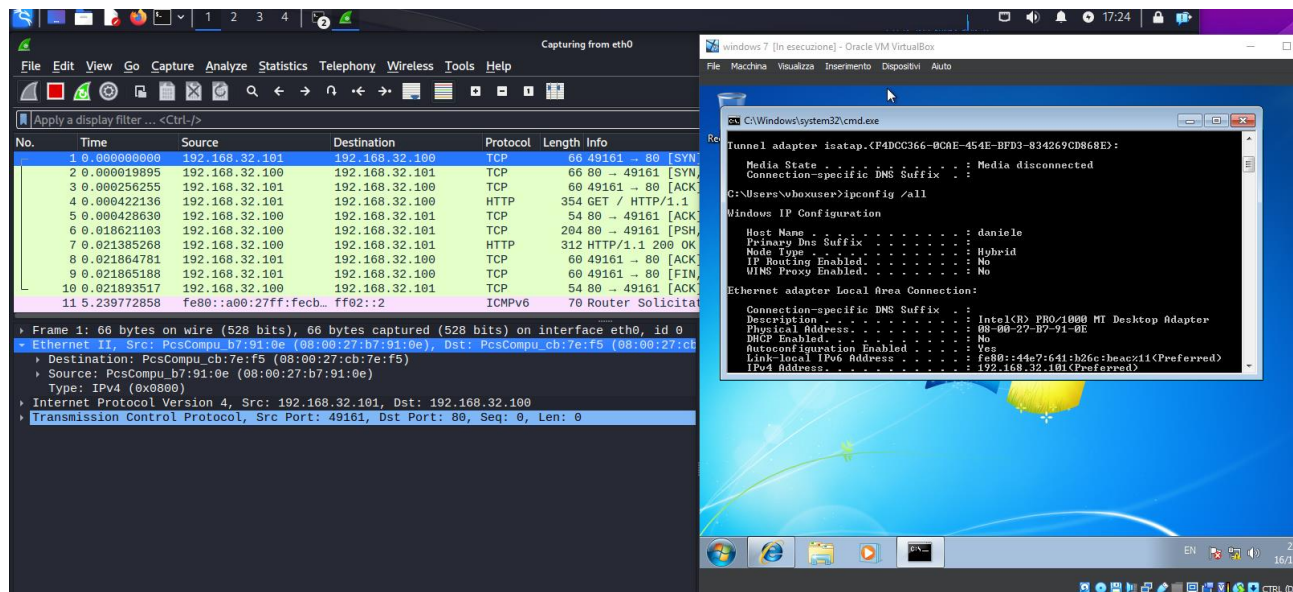 1 2 3 4 2 17:24
Capturing from eth0
File Edit View Go Capture Analyze Statistics Telephony Wireless Tools Help
Apply a display filter … <Ctrl-/>
No. Time Source Destination Protocol Length Info
1 0.000000000 192.168.32.101 192.168.32.100 TCP 66 49161 → 80 [SYN
2 0.000019895 192.168.32.100 192.168.32.101 TCP 66 80 → 49161 [SYN,
3 0.000256255 192.168.32.101 192.168.32.100 TCP 60 49161 → 80 [ACK]
4 0.000422136 192.168.32.101 192.168.32.100 HTTP 354 GET / HTTP/1.1
5 0.000428630 192.168.32.100 192.168.32.101 TCP 54 80 → 49161 [ACK]
6 0.018621103 192.168.32.100 192.168.32.101 TCP 204 80 → 49161 [PSH,
7 0.021385268 192.168.32.100 192.168.32.101 HTTP 312 HTTP/1.1 200 OK
8 0.021864781 192.168.32.101 192.168.32.100 TCP 60 49161 → 80 [ACK]
9 0.021865188 192.168.32.101 192.168.32.100 TCP 60 49161 → 80 [FIN,
10 0.021893517 192.168.32.100 192.168.32.101 TCP 54 80 → 49161 [ACK]
11 5.239772858 fe80::a00:27ff:fecb… ff02::2 ICMPv6 70 Router Solicitat
Frame 1: 66 bytes on wire (528 bits), 66 bytes captured (528 bits) on interface eth0, id 0
Ethernet II, Src: PcsCompu_b7:91:0e (08:00:27:b7:91:0e), Dst: PcsCompu_cb:7e:f5 (08:00:27:cb
Destination: PcsCompu_cb:7e:f5 (08:00:27:cb:7e:f5)
Source: PcsCompu_b7:91:0e (08:00:27:b7:91:0e)
Type: IPv4 (0x0800)
Internet Protocol Version 4, Src: 192.168.32.101, Dst: 192.168.32.100
Transmission Control Protocol, Src Port: 49161, Dst Port: 80, Seq: 0, Len: 0
windows 7 [In esecuzione] - Oracle VM VirtualBox
File Macchina Visualizza Inserimento Dispositivi Aiuto
C:\Windows\system32\cmd.exe
Tunnel adapter isatap.{F4DCC366-0CAE-454E-BFD3-834269CD868E}:
Media State . . . . . . . . . . . : Media disconnected
Connection-specific DNS Suffix . :
C:\Users\vboxuser>ipconfig /all
Windows IP Configuration
Host Name . . . . . . . . . . . . : daniele
Primary Dns Suffix . . . . . . . :
Node Type . . . . . . . . . . . . : Hybrid
IP Routing Enabled. . . . . . . . : No
WINS Proxy Enabled. . . . . . . . : No
Ethernet adapter Local Area Connection:
Connection-specific DNS Suffix . :
Description . . . . . . . . . . . : Intel(R) PRO/1000 MT Desktop Adapter
Physical Address. . . . . . . . . : 08-00-27-B7-91-0E
DHCP Enabled. . . . . . . . . . . : No
Autoconfiguration Enabled . . . . : Yes
Link-local IPv6 Address . . . . . : fe80::44e7:641:b26c:beac%11(Preferred)
IPv4 Address. . . . . . . . . . . : 192.168.32.101(Preferred)
EN
16/1